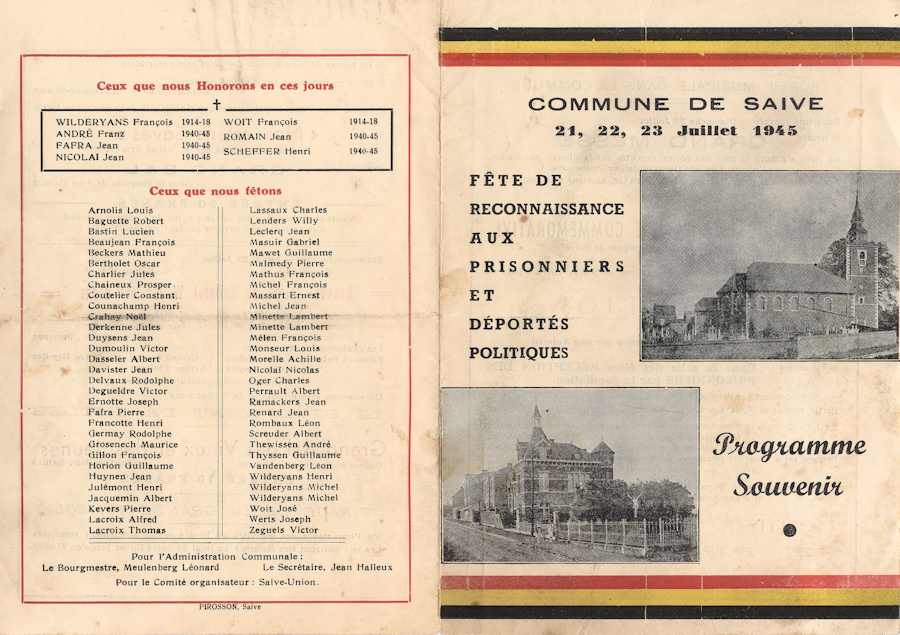 Ceux que nous Honorons en ces jours
WILDERYANS François 1914-18
ANDRÉ Franz 1940-45
FAFRA Jean 1940-45
NICOLAI Jean 1940-45
WOIT François 1914-18
ROMAIN Jean 1940-45
SCHEFFER Henri 1940-45
Ceux que nous fêtons
Arnolis Louis
Baguette Robert
Bastin Lucien
Beaujean François
Beckers Mathieu
Bertholet Oscar
Charlier Jules
Chaineux Prosper
Coutelier Constant.
Counachamp Henri
Crahay Noël
Derkenne Jules
Duysens Jean
Dumoulin Victor
Dasseler Albert
Davister Jean
Delvaux Rodolphe
Degueldre Victor
Ernotte Joseph
Fafra Pierre
Francotte Henri
Germay Rodolphe
Grosenech Maurice
Gillon François
Horion Guillaume
Huynen Jean
Julémont Henri
Jacquemin Albert
Kevers Pierre
Lacroix Alfred
Lacroix Thomas
Lassaux Charles
Lenders Willy
Leclerq Jean
Masuir Gabriel
Mawet Guillaume
Malmedy Pierre
Mathus François
Michel François
Massart Ernest
Michel Jean
Minette Lambert
Minette Lambert
Mélen François
Monseur Louis
Morelle Achille
Nicolaï Nicolas
Oger Charles
Perrault Albert
Ramackers Jean
Renard Jean
Rombaux Léon
Screuder Albert
Thewissen André
Thyssen Guillaume
Vandenberg Léon
Wilderyans Henri
Wilderyans Michel
Wilderyans Michel
Woit José
Werts Joseph
Zeguels Victor
Pour l'Administration Communale :
Le Bourgmestre, Meulenberg Léonard Le Secrétaire, Jean Halleux
Pour le Comité organisateur : Saive-Union.
PIROSSON, Saive
COMMUNE DE SAIVE
21, 22, 23 Juillet 1945
FÊTE DE
RECONNAISSANCE
AUX
PRISONNIERS
ET
DÉPORTÉS
POLITIQUES
Programme
Souvenir